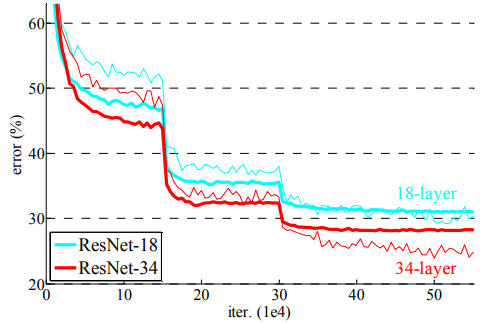 60
50
40
30
20
error (%)
18-layer
34-layer
ResNet-18
ResNet-34
0 10 20 30 40 50
iter. (1e4)